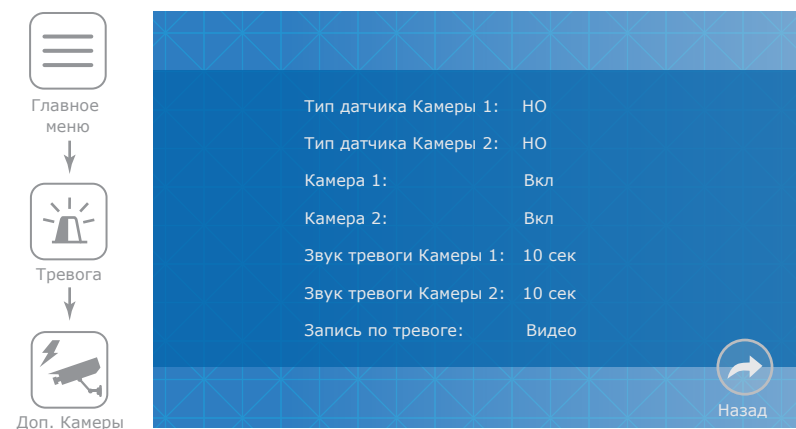 Главное
меню
Тревога
Доп. Камеры
Тип датчика Камеры 1: НО
Тип датчика Камеры 2: НО
Камера 1: Вкл
Камера 2: Вкл
Звук тревоги Камеры 1: 10 сек
Звук тревоги Камеры 2: 10 сек
Запись по тревоге: Видео
Назад